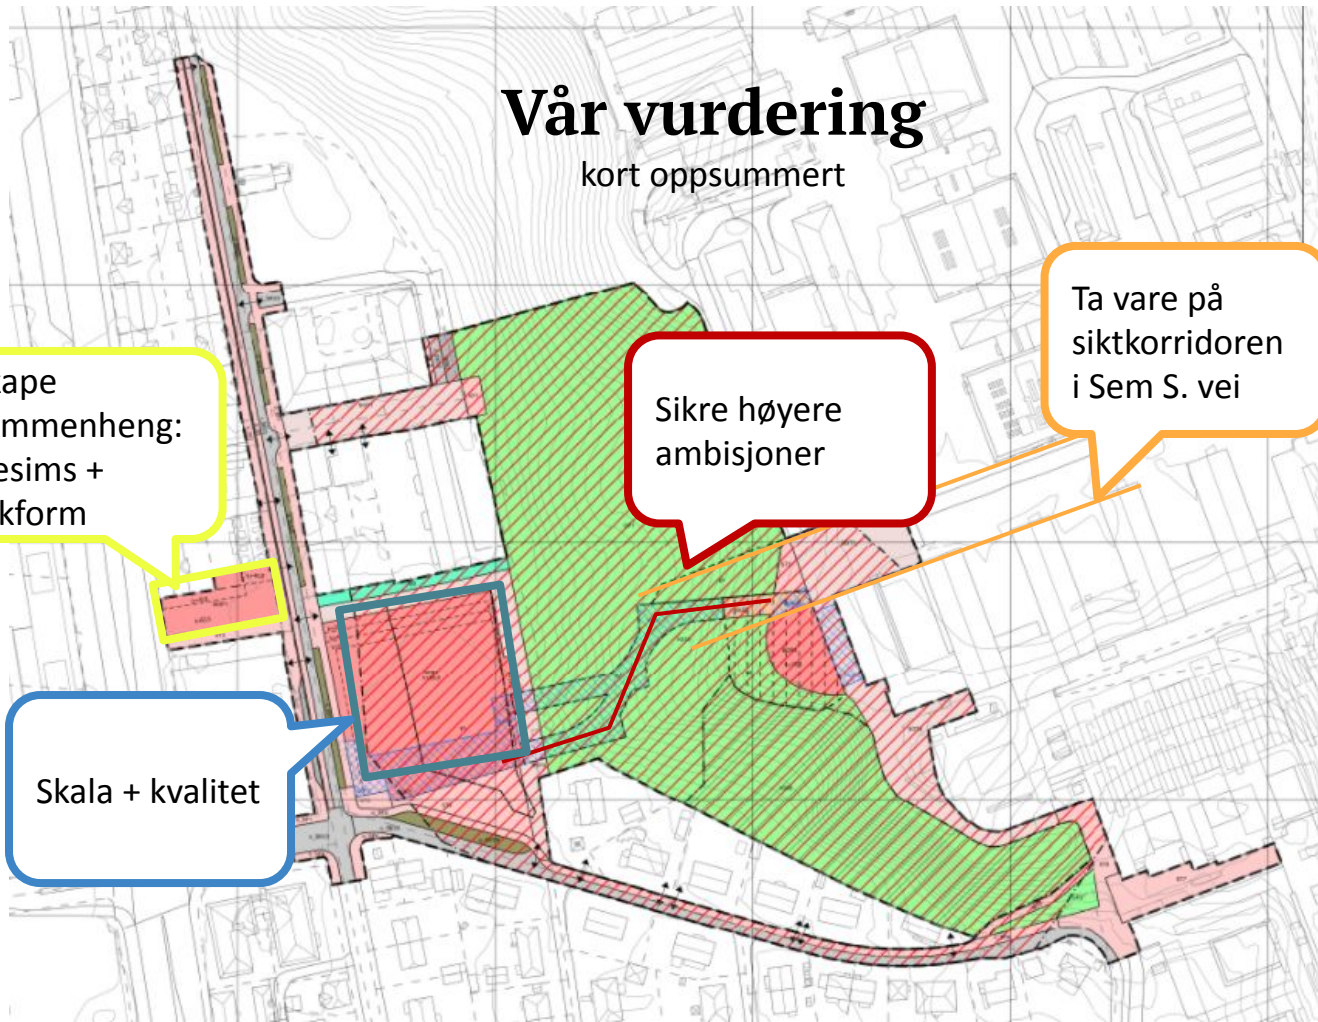 Vår vurdering
kort oppsummert
Ta vare på
siktkorridoren
i Sem S. vei
Sikre høyere
ambisjoner
ape
mmenheng:
esims +
kform
Skala + kvalitet